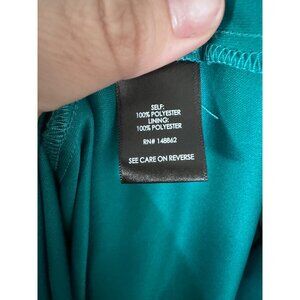 SELF:
100% POLYESTER
LINING:
100% POLYESTER
RN# 148862
SEE CARE ON REVERSE